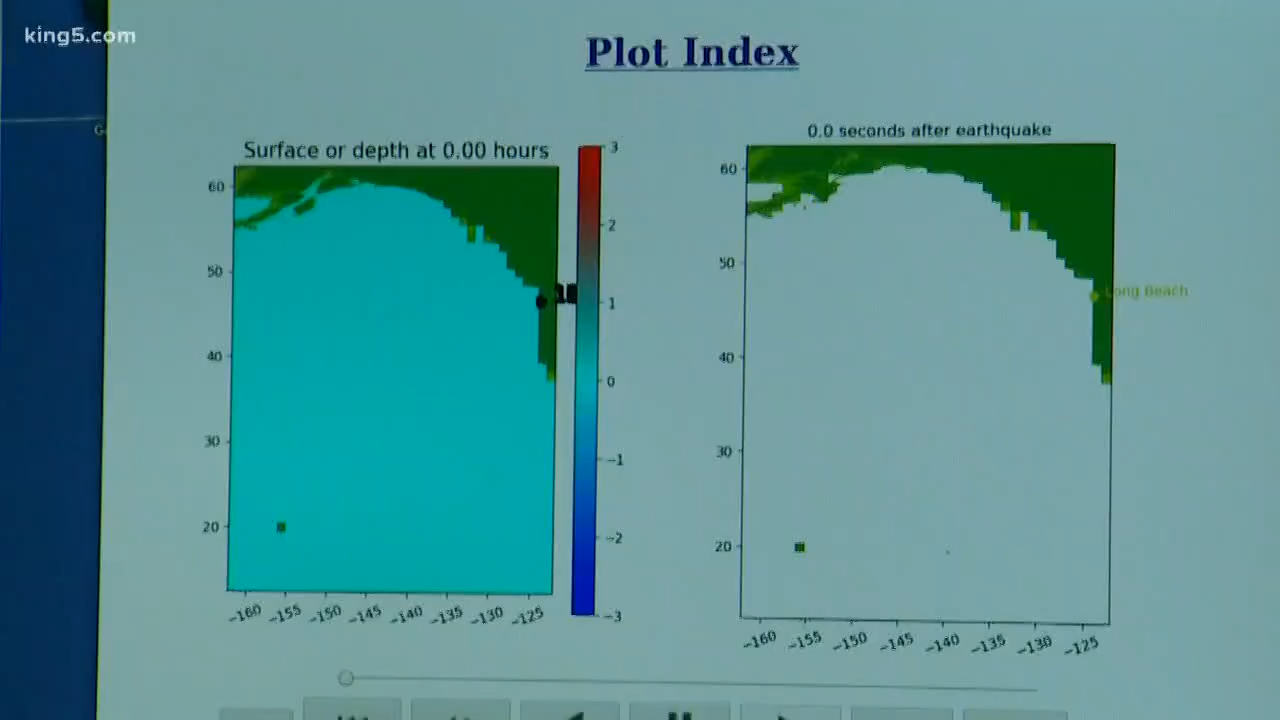 king5.com
Plot Index
Surface or depth at 0.00 hours
60
50
40
30
20
−160 −155 −150 −145 −140 −135 −130 −125
3
2
1
0
−1
−2
−3
0.0 seconds after earthquake
60
50
40
30
20
Long Beach
−160 −155 −150 −145 −140 −135 −130 −125